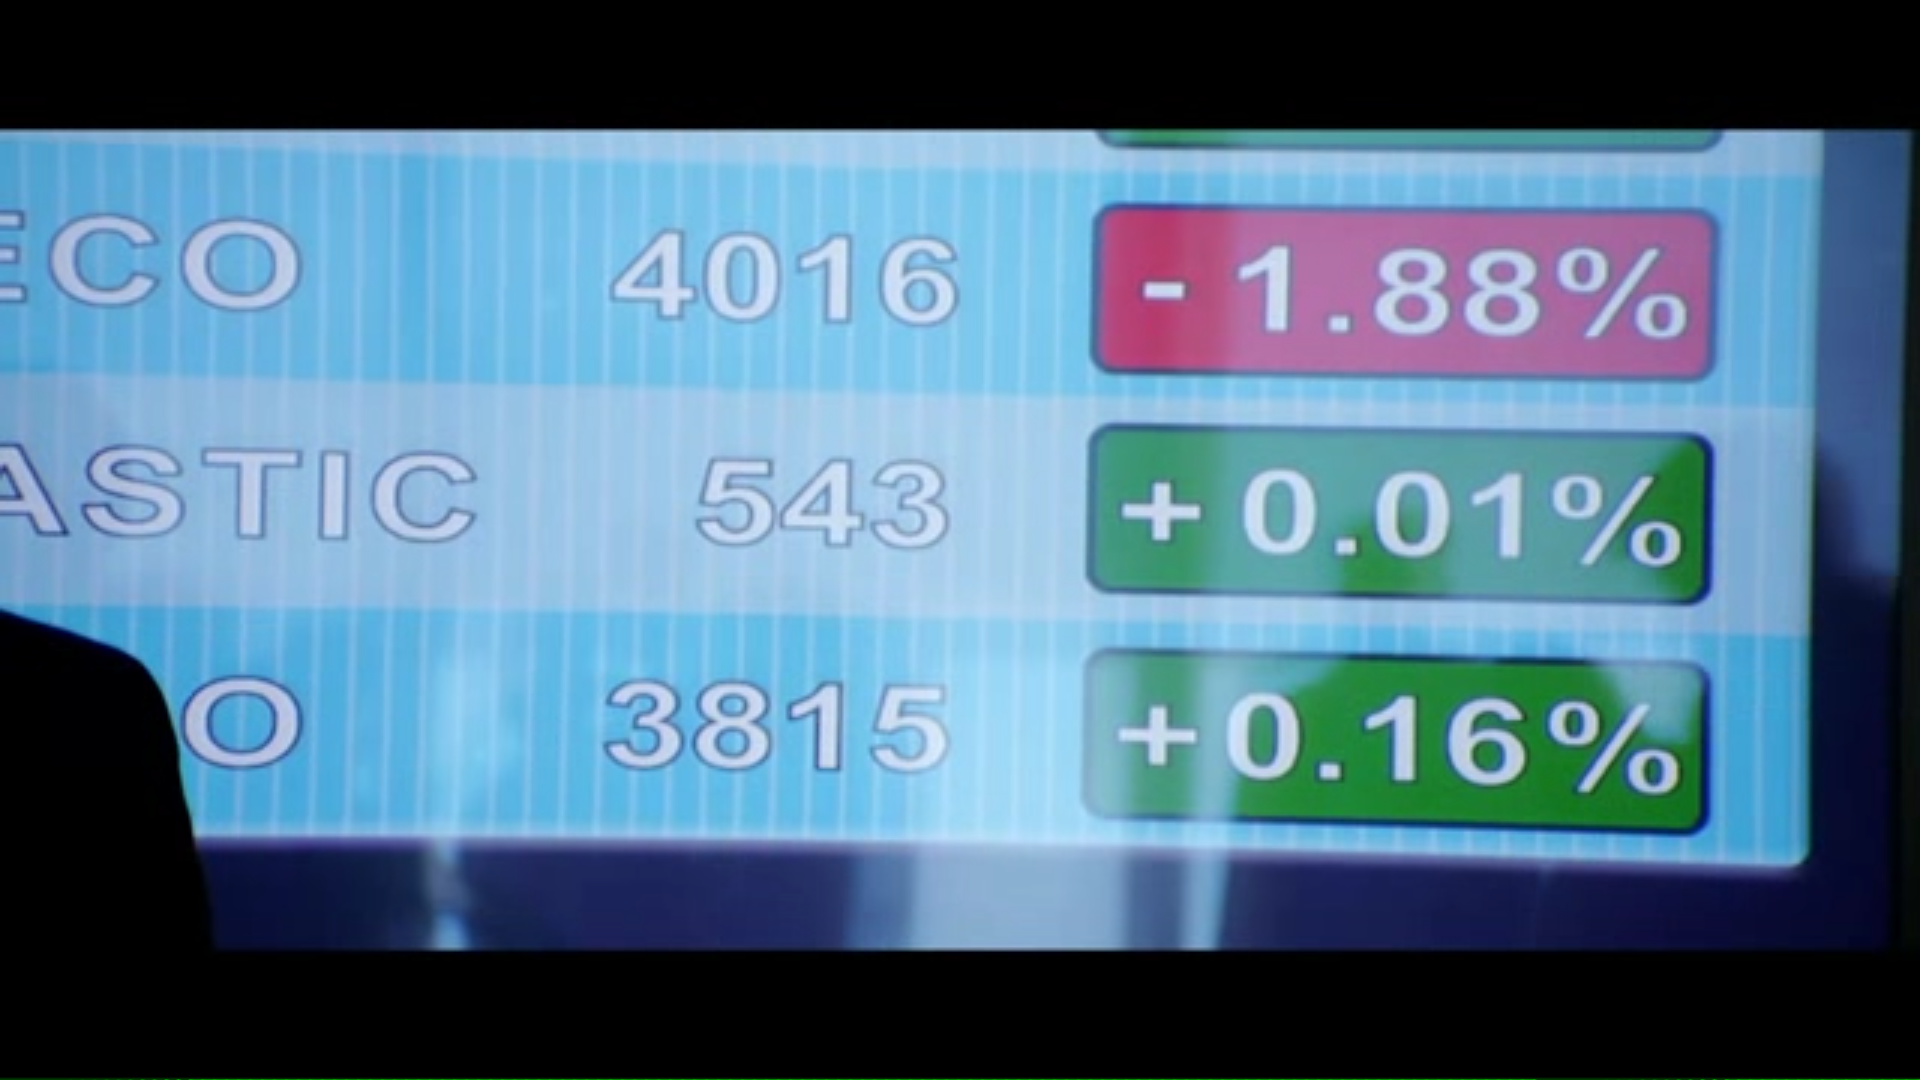 ECO 4016 - 1.88%
ASTIC 543 + 0.01%
O 3815 +0.16%